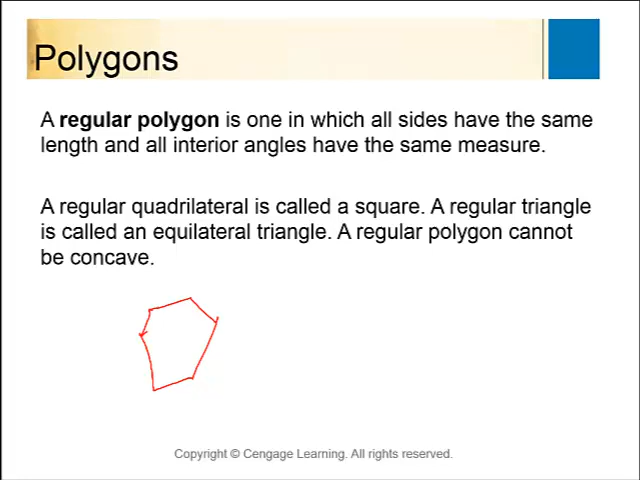 Polygons
A regular polygon is one in which all sides have the same
length and all interior angles have the same measure.
A regular quadrilateral is called a square. A regular triangle
is called an equilateral triangle. A regular polygon cannot
be concave.
Copyright © Cengage Learning. All rights reserved.